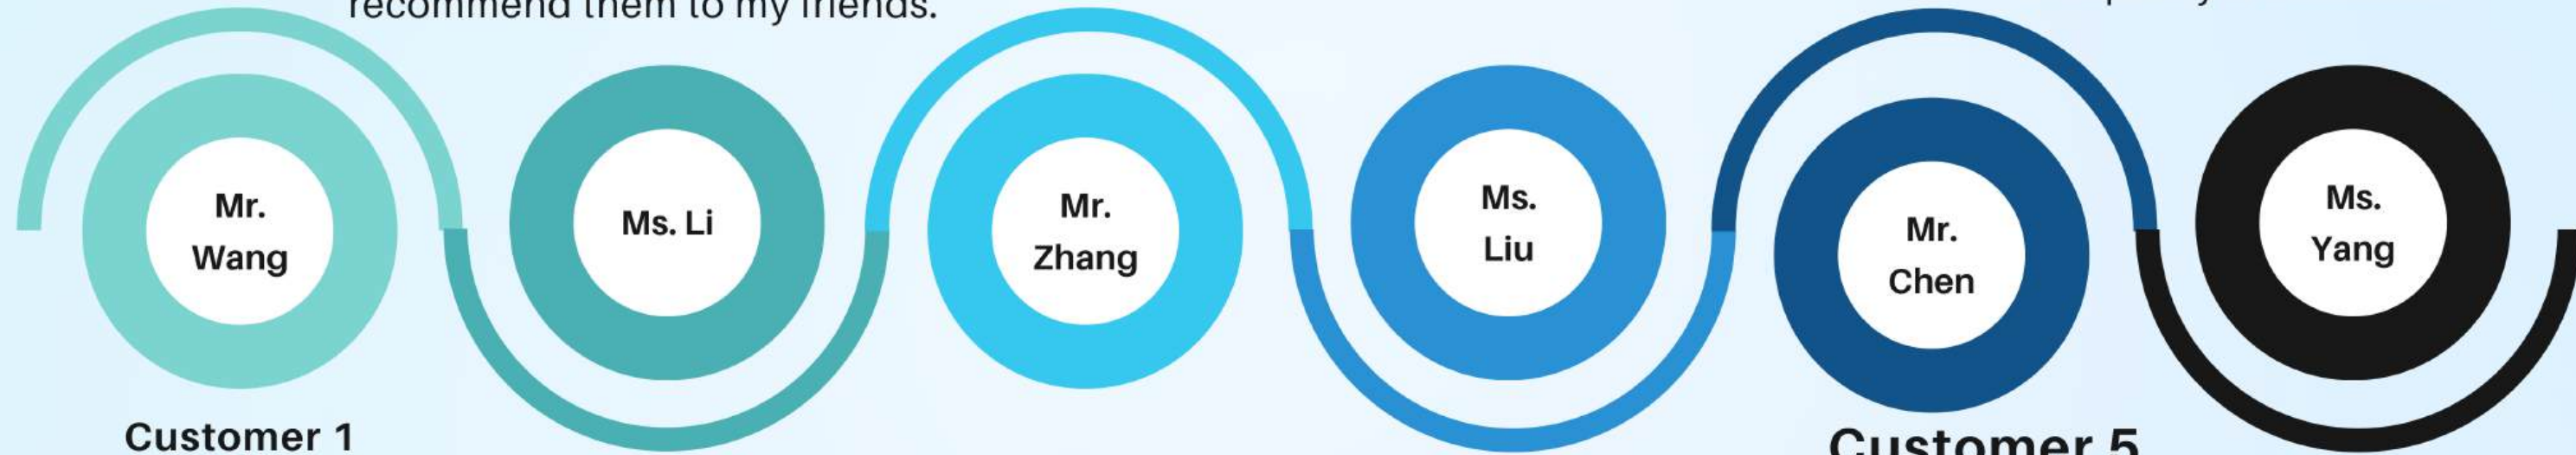 recommend them to my friends.
Mr.
Wang
Ms. Li
Mr.
Zhang
Ms.
Liu
Mr.
Chen
Ms.
Yang
Customer 1
Customer 5